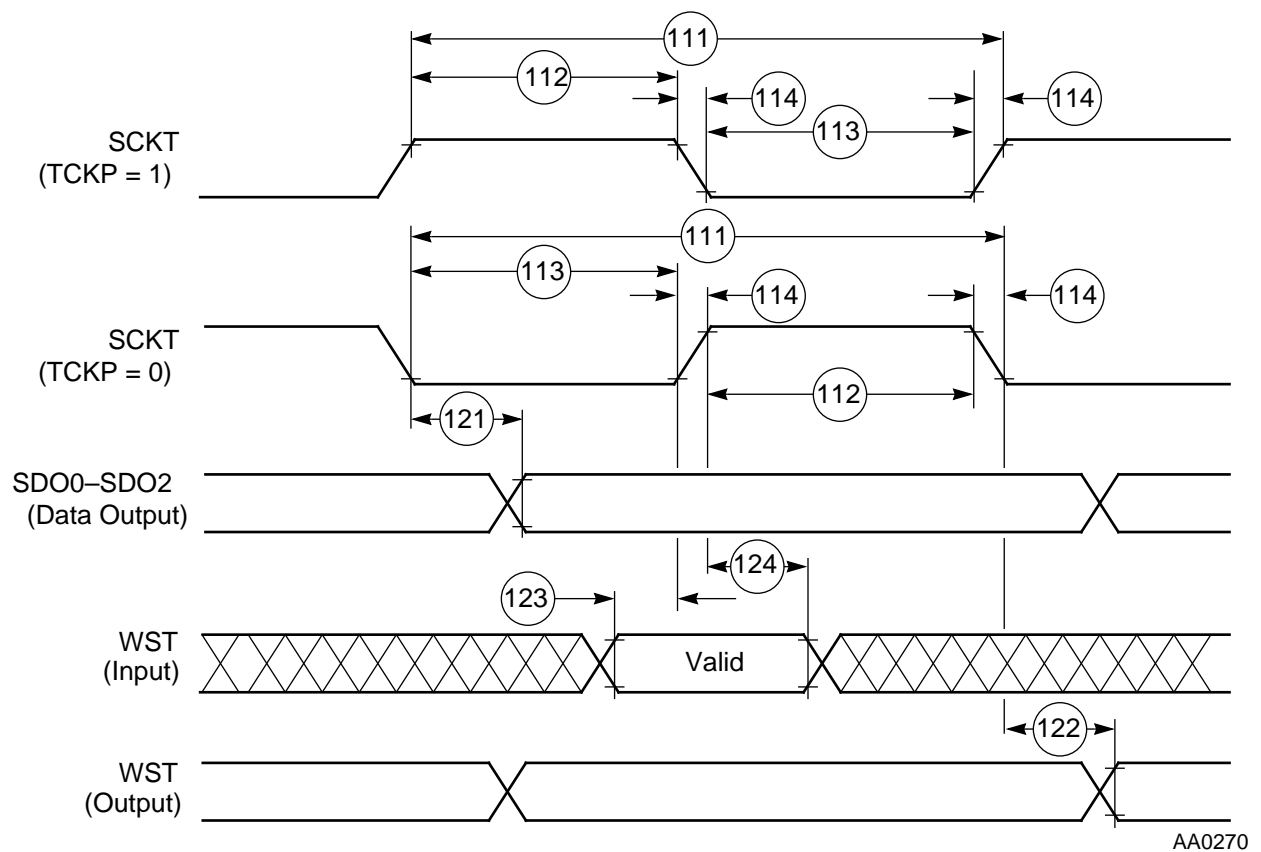 111
112
114
114
113
SCKT
(TCKP = 1)
111
113
114
114
SCKT
(TCKP = 0)
112
121
SDO0–SDO2
(Data Output)
124
123
WST
(Input)
Valid
122
WST
(Output)
AA0270